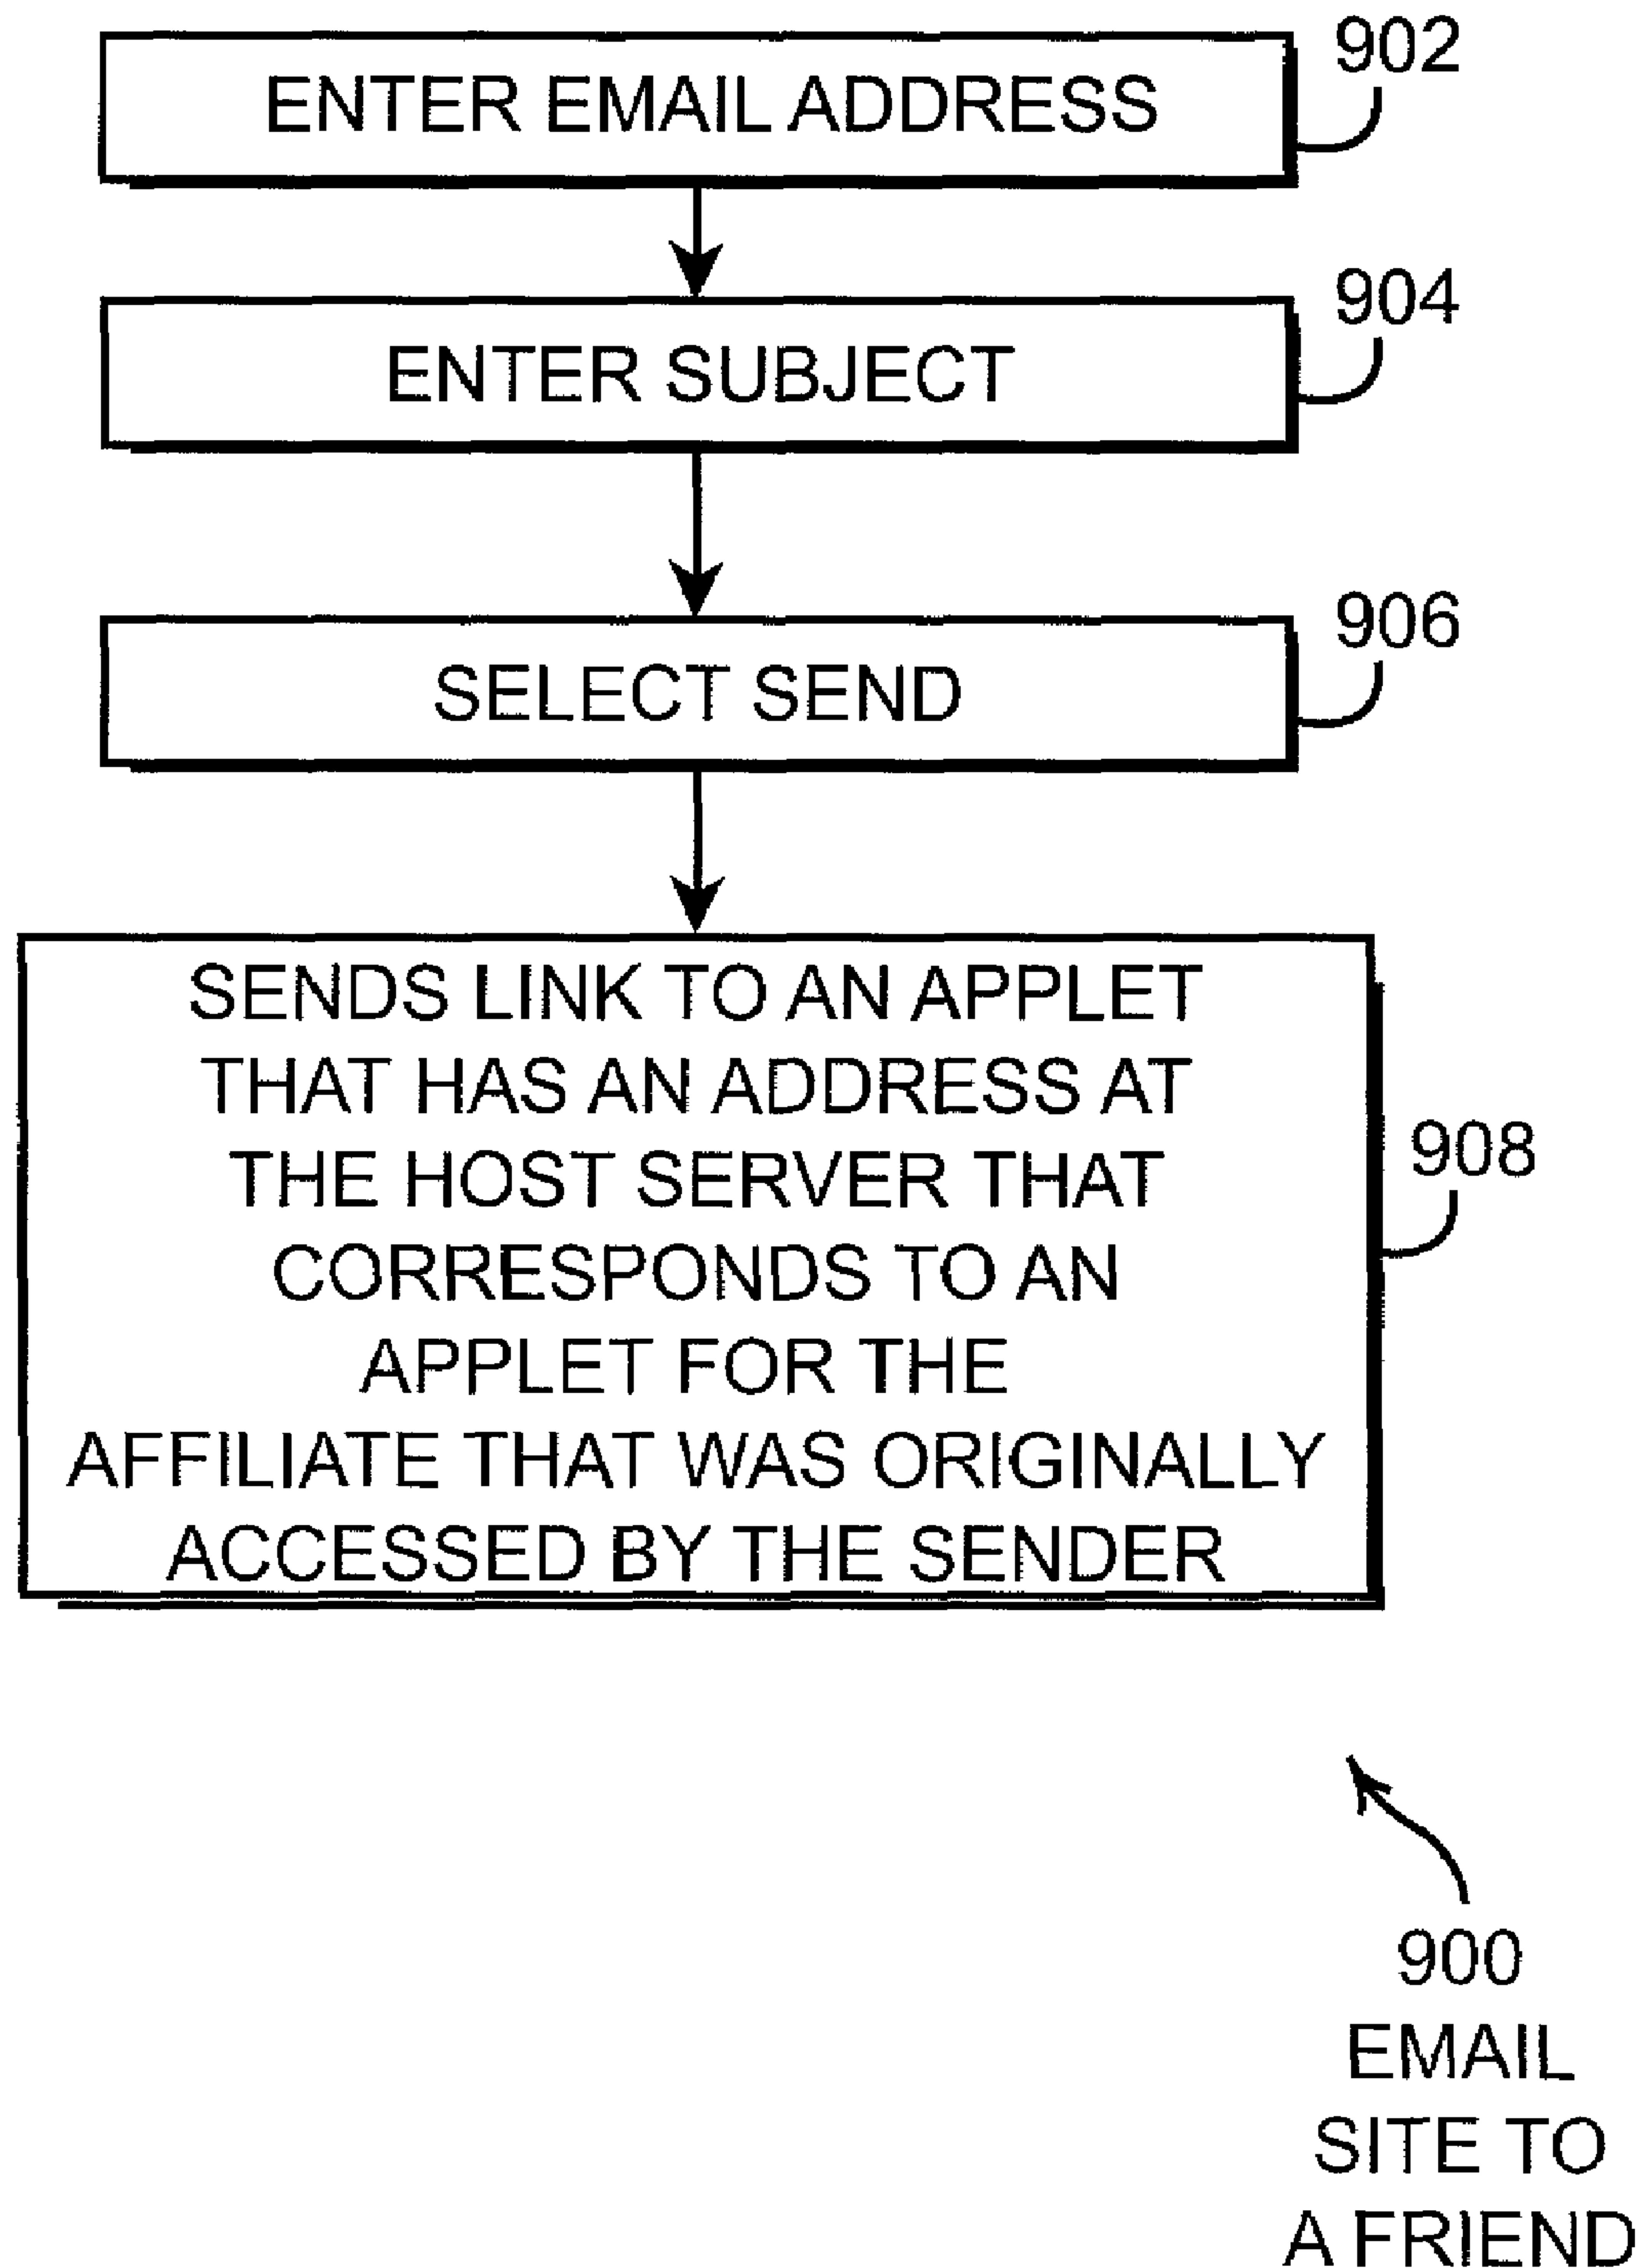 902
ENTER EMAIL ADDRESS
904
ENTER SUBJECT
906
SELECT SEND
SENDS LINK TO AN APPLET
THAT HAS AN ADDRESS AT
THE HOST SERVER THAT
908
CORRESPONDS TO AN
APPLET FOR THE
AFFILIATE THAT WAS ORIGINALLY
ACCESSED BY THE SENDER
900
EMAIL
SITE TO
A FRIEND